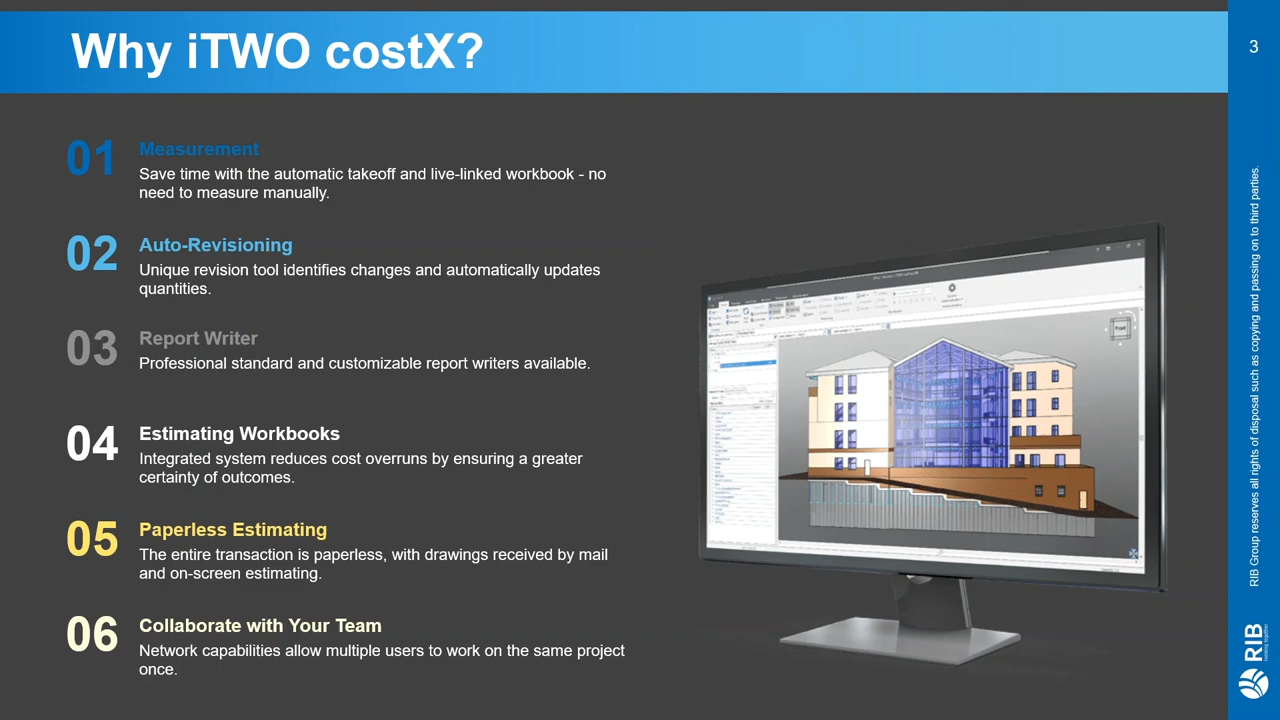 Why iTWO costX?
3
01
Measurement
Save time with the automatic takeoff and live-linked workbook - no
need to measure manually.
02
Auto-Revisioning
Unique revision tool identifies changes and automatically updates
quantities.
03
Report Writer
Professional standard and customizable report writers available.
04
Estimating Workbooks
Integrated system reduces cost overruns by ensuring a greater
certainty of outcomes.
05
Paperless Estimating
The entire transaction is paperless, with drawings received by mail
and on-screen estimating.
06
Collaborate with Your Team
Network capabilities allow multiple users to work on the same project
once.
Front
RIB Group reserves all rights of disposal such as copying and passing on to third parties.
RIB
running together